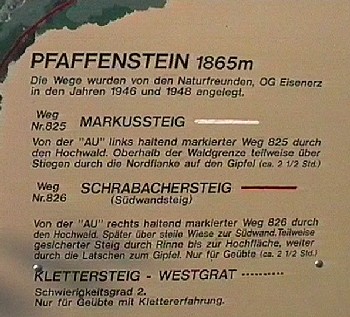 PFAFFENSTEIN 1865m
Die Wege wurden von den Naturfreunden, OG Eisenerz
in den Jahren 1946 und 1948 angelegt.
Weg
Nr.825 MARKUSSTEIG
Von der "AU" links haltend markierter Weg 825 durch
den Hochwald. Oberhalb der Waldgrenze teilweise über
Stiegen durch die Nordflanke auf den Gipfel (ca. 2 1/2 Std.)
Weg
Nr.826 SCHRABACHERSTEIG
(Südwandsteig)
Von der "AU" rechts haltend markierter Weg 826 durch
den Hochwald. Später über steile Wiese zur Südwand.Teilweise
gesicherter Steig durch Rinne bis zur Hochfläche, weiter
durch die Latschen zum Gipfel. Nur für Geübte (ca. 2 1/2 Std.)
KLETTERSTEIG - WESTGRAT
Schwierigkeitsgrad 2.
Nur für Geübte mit Klettererfahrung.